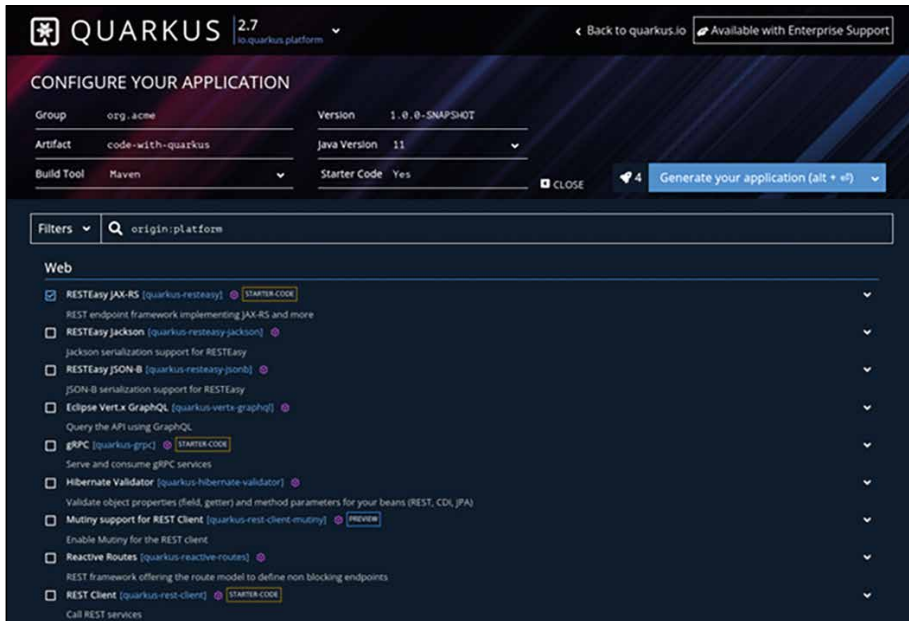 QUARKUS 2.7 io.quarkus.platform
Back to quarkus.io Available with Enterprise Support
CONFIGURE YOUR APPLICATION
Group org.acme Version 1.0.0-SNAPSHOT
Artifact code-with-quarkus Java Version 11
Build Tool Maven Starter Code Yes
CLOSE 4 Generate your application (alt + ⏎)
Filters origin:platform
Web
RESTEasy JAX-RS [quarkus-resteasy] STARTER-CODE
REST endpoint framework implementing JAX-RS and more
RESTEasy Jackson [quarkus-resteasy-jackson]
Jackson serialization support for RESTEasy
RESTEasy JSON-B [quarkus-resteasy-jsonb]
JSON-B serialization support for RESTEasy
Eclipse Vert.x GraphQL [quarkus-vertx-graphql]
Query the API using GraphQL
gRPC [quarkus-grpc] STARTER-CODE
Serve and consume gRPC services
Hibernate Validator [quarkus-hibernate-validator]
Validate object properties (field, getter) and method parameters for your beans (REST, CDI, JPA)
Mutiny support for REST Client [quarkus-rest-client-mutiny] PREVIEW
Enable Mutiny for the REST client
Reactive Routes [quarkus-reactive-routes]
REST framework offering the route model to define non blocking endpoints
REST Client [quarkus-rest-client] STARTER-CODE
Call REST services